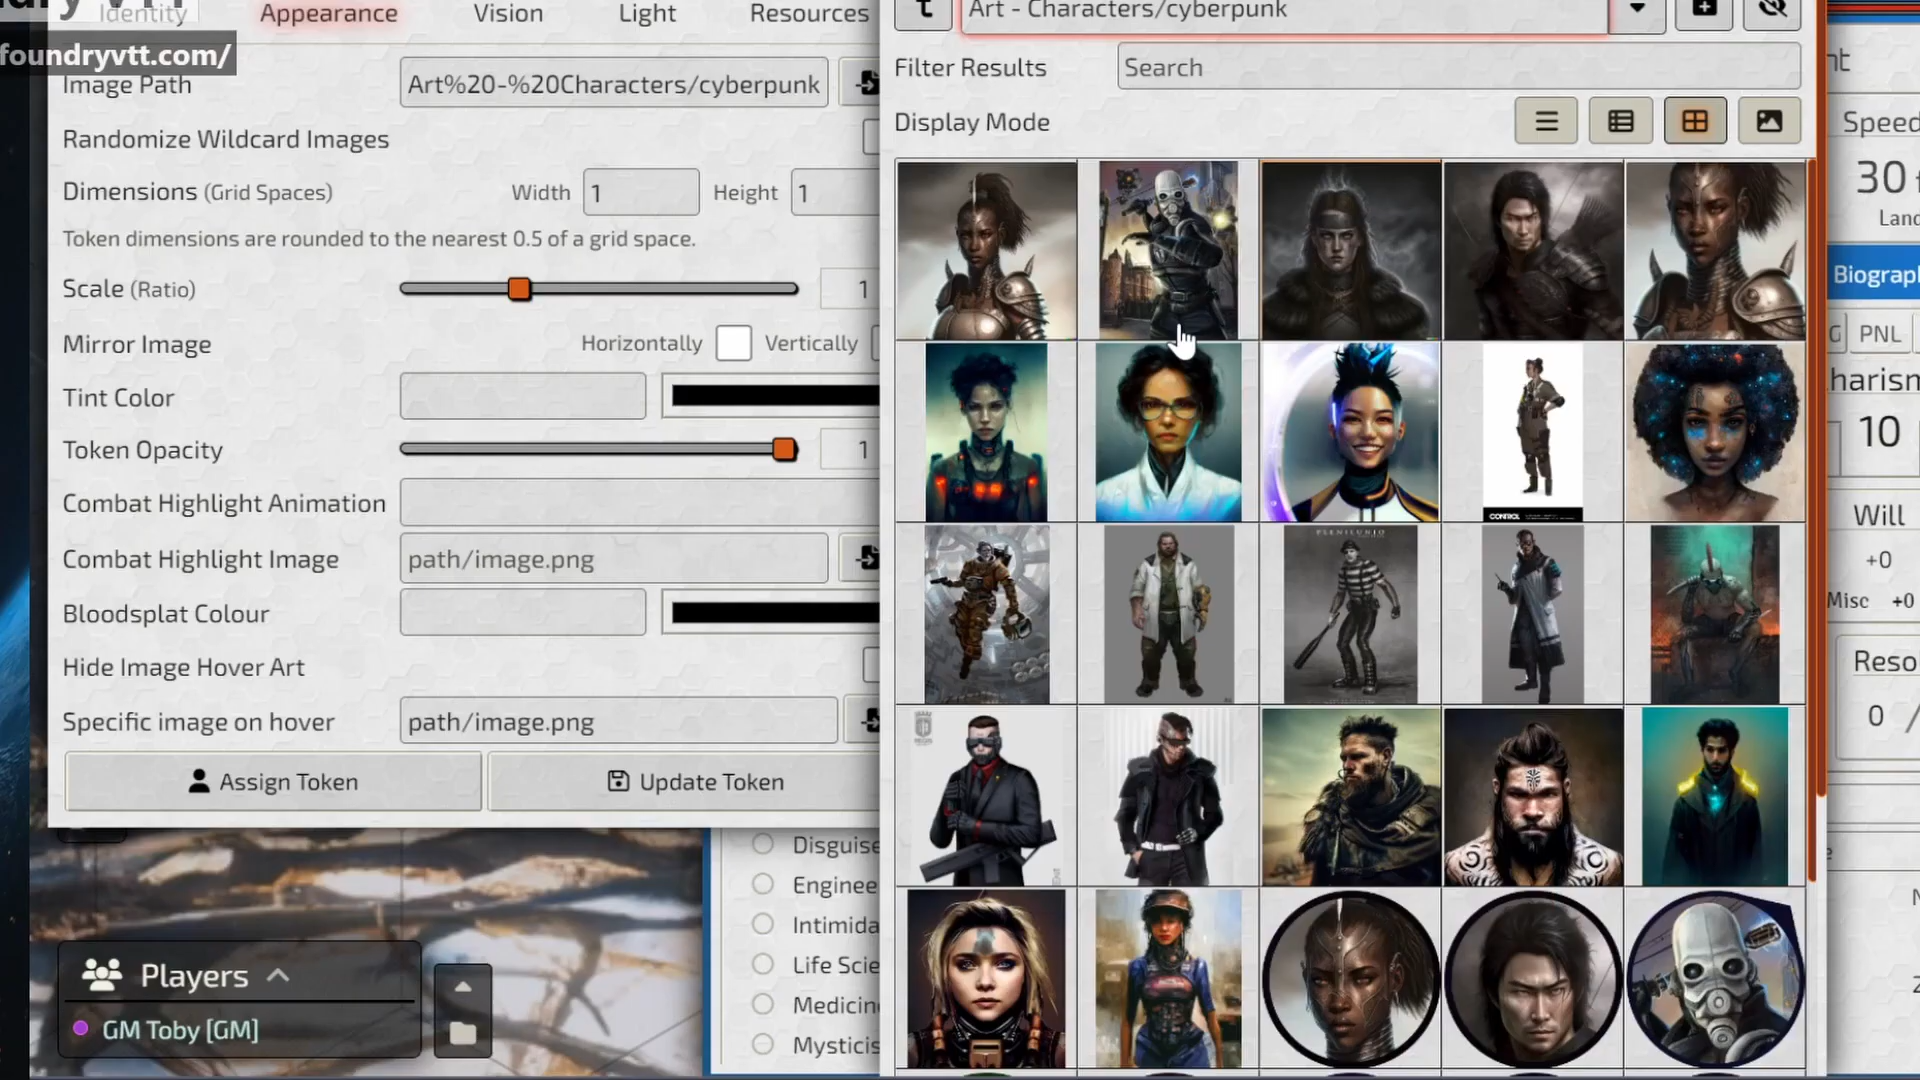 Identity
Appearance
Vision
Light
Resources
t
Art - Characters/cyberpunk
foundryvtt.com/
Image Path
Art%20-%20Characters/cyberpunk
Filter Results
Search
Randomize Wildcard Images
Display Mode
Speed
Dimensions (Grid Spaces)
Width
1
Height
1
30
Land
Token dimensions are rounded to the nearest 0.5 of a grid space.
Scale (Ratio)
1
Biograph
Mirror Image
Horizontally
Vertically
G
PNL
harism
Tint Color
10
Token Opacity
1
Combat Highlight Animation
Will
CONTROL
PLENILUNIO
Combat Highlight Image
path/image.png
+0
Misc +0
Bloodsplat Colour
Hide Image Hover Art
Reso
Specific image on hover
path/image.png
0 /
Assign Token
Update Token
Disguise
Enginee
Intimida
Life Scie
Medicin
Mysticis
Players
GM Toby [GM]